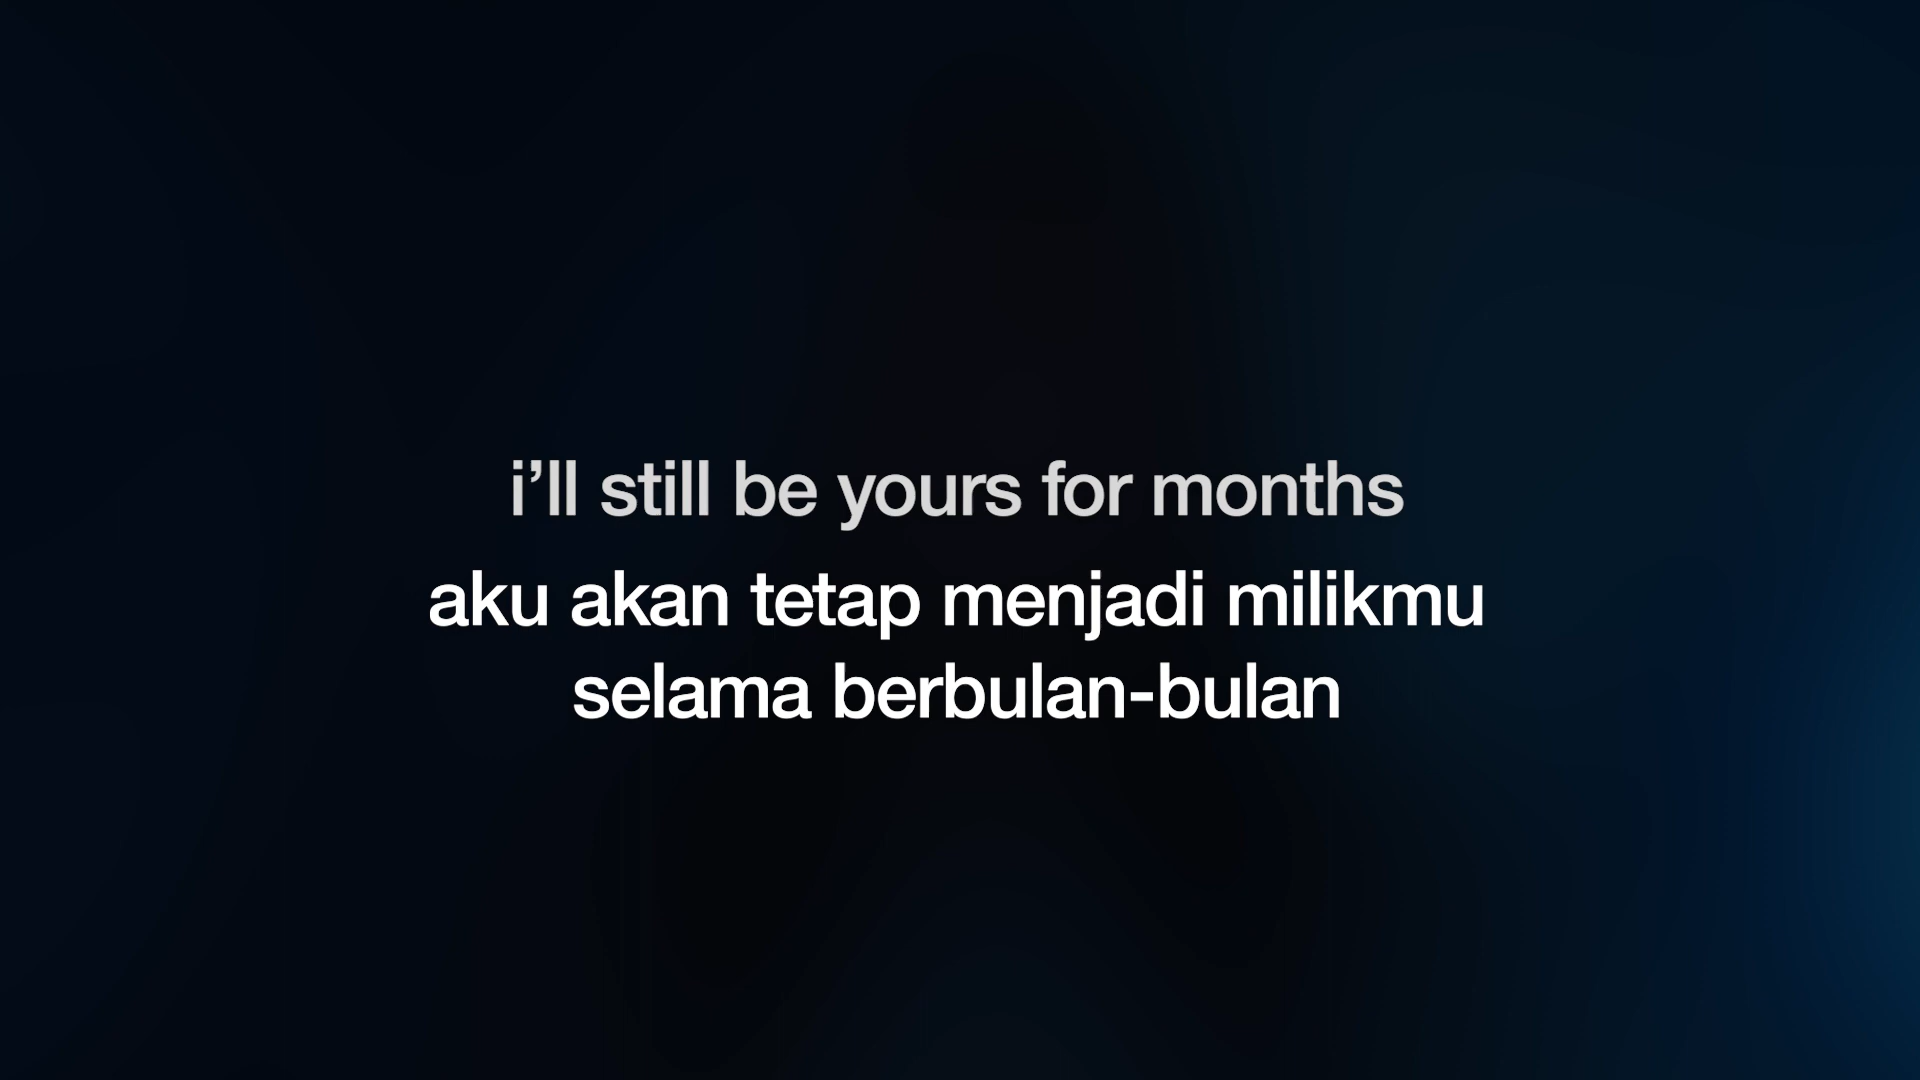 i’ll still be yours for months
aku akan tetap menjadi milikmu
selama berbulan-bulan